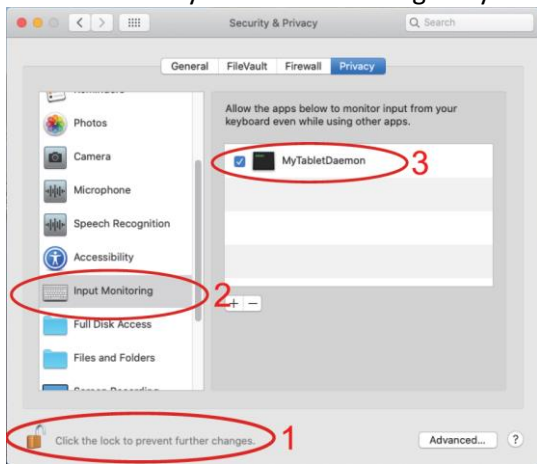 Security & Privacy
Search
General FileVault Firewall Privacy
Photos
Camera
Microphone
Speech Recognition
Accessibility
Input Monitoring
Full Disk Access
Files and Folders
Screen Recording
Allow the apps below to monitor input from your
keyboard even while using other apps.
MyTabletDaemon
3
2
+ −
Click the lock to prevent further changes.
1
Advanced...
?